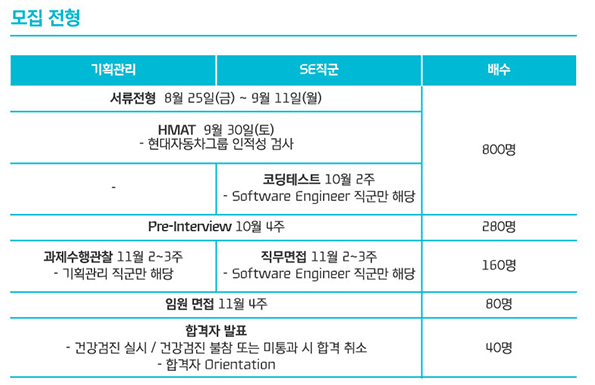 모집 전형
기획관리 SE직군 배수
서류전형 8월 25일(금) ~ 9월 11일(월)
HMAT 9월 30일(토)
- 현대자동차그룹 인적성 검사
800명
- 코딩테스트 10월 2주
- Software Engineer 직군만 해당
Pre-Interview 10월 4주 280명
과제수행관찰 11월 2~3주
- 기획관리 직군만 해당
직무면접 11월 2~3주
- Software Engineer 직군만 해당
160명
임원 면접 11월 4주 80명
합격자 발표
- 건강검진 실시 / 건강검진 불참 또는 미통과 시 합격 취소
- 합격자 Orientation
40명